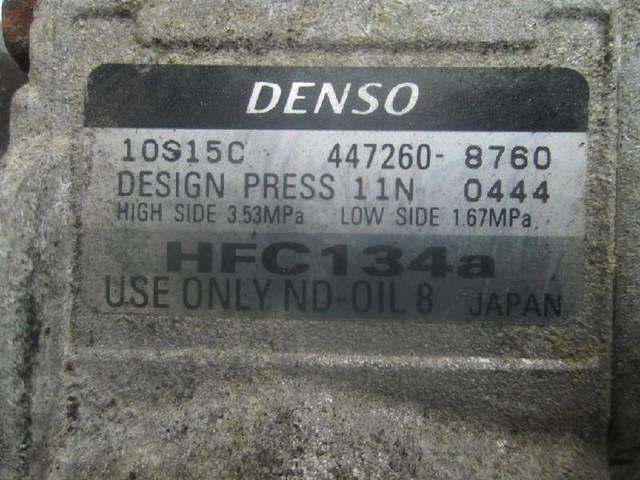 DENSO
10S15C 447260-8760
DESIGN PRESS 11N 0444
HIGH SIDE 3.53MPa LOW SIDE 1.67MPa
HFC134a
USE ONLY ND-OIL 8 JAPAN